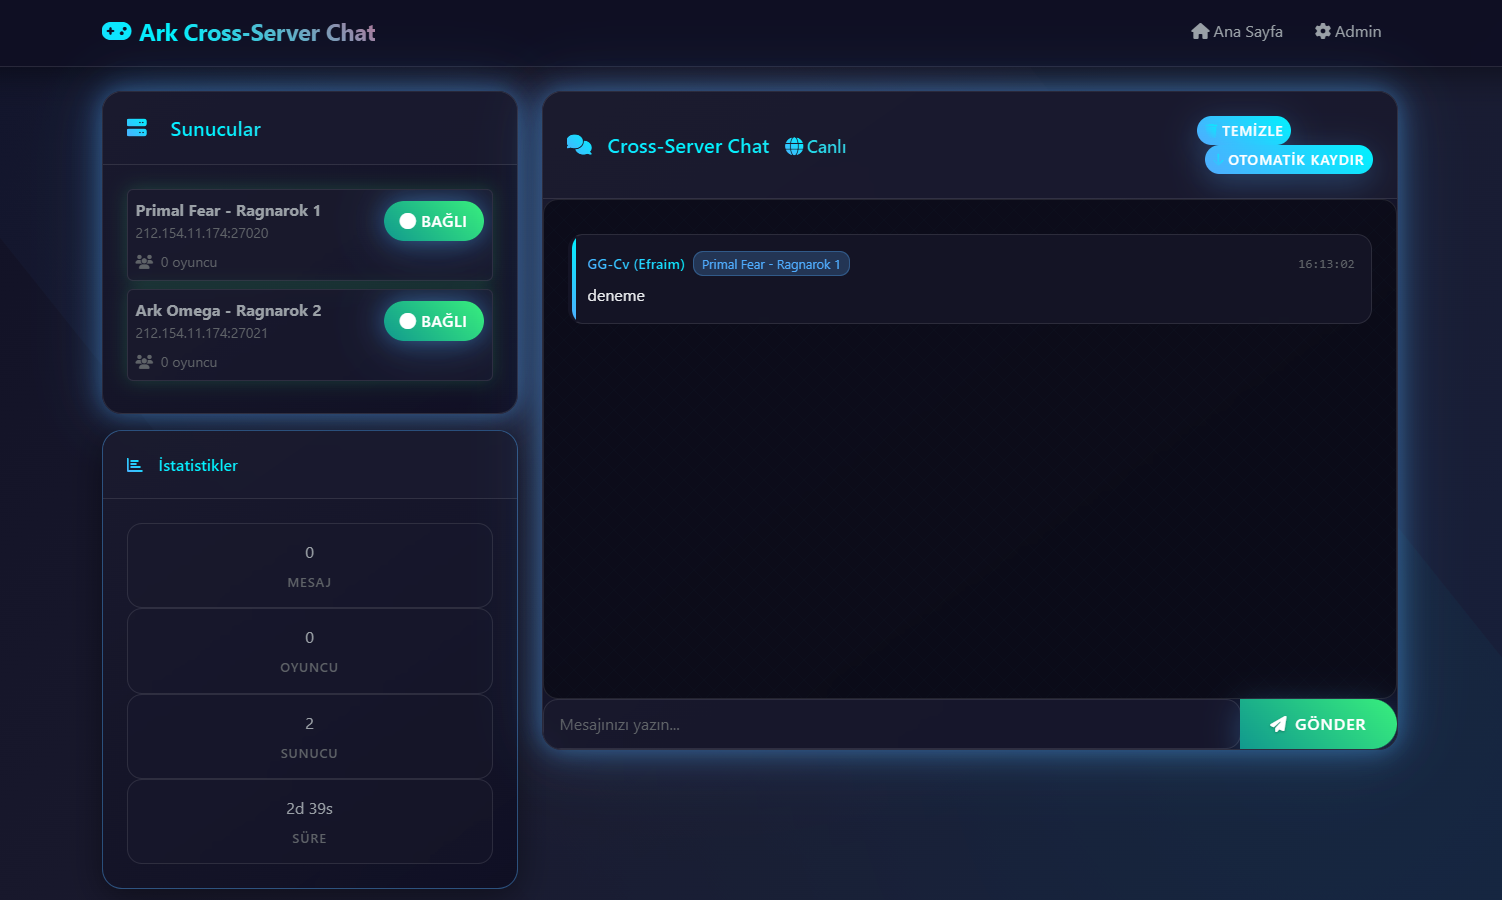 Ark Cross-Server Chat
Ana Sayfa
Admin
Sunucular
Primal Fear - Ragnarok 1
212.154.11.174:27020
0 oyuncu
BAĞLI
Ark Omega - Ragnarok 2
212.154.11.174:27021
0 oyuncu
BAĞLI
İstatistikler
0
MESAJ
0
OYUNCU
2
SUNUCU
2d 39s
SÜRE
Cross-Server Chat
Canlı
TEMİZLE
OTOMATİK KAYDIR
GG-Cv (Efraim) Primal Fear - Ragnarok 1 16:13:02
deneme
Mesajınızı yazın...
GÖNDER